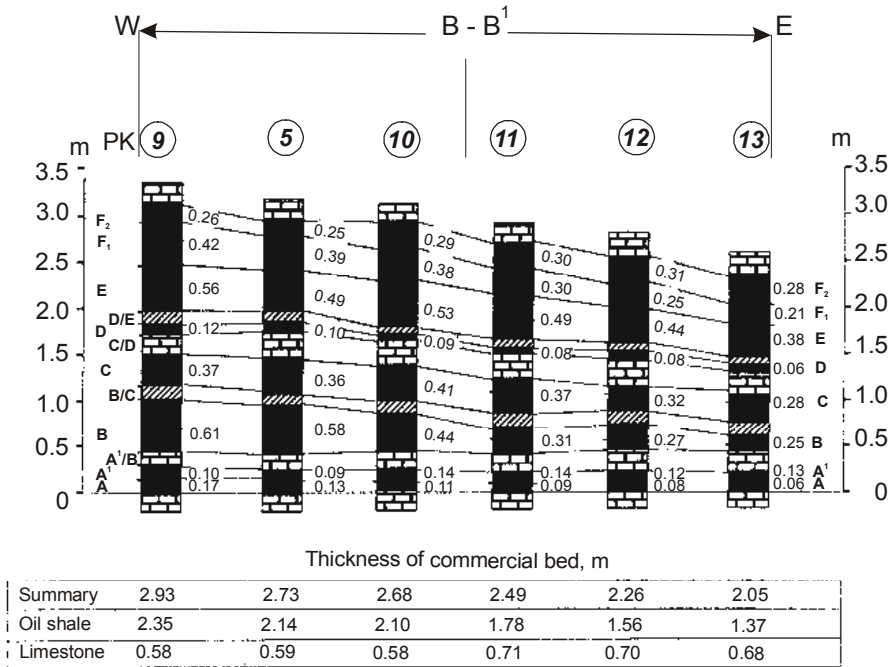 W B - B¹ E
m PK 9 5 10 11 12 13 m
3.5 3.5
3.0 3.0
F₂ 0.26 0.25 0.29 0.30 0.31 0.28 F₂
F₁ 0.42 0.39 0.38 0.30 0.25 0.21 F₁
2.5 2.5
E 0.56 0.49 0.53 0.49 0.44 0.38 E
2.0 2.0
D/E
D 0.12 0.10 0.09 0.08 0.08 0.06 D
C/D
1.5 1.5
C 0.37 0.36 0.41 0.37 0.32 0.28 C
B/C
1.0 1.0
B 0.61 0.58 0.44 0.31 0.27 0.25 B
0.5 0.5
A¹/B
A¹ 0.10 0.09 0.14 0.14 0.12 0.13 A¹
A 0.17 0.13 0.11 0.09 0.08 0.06 A
0 0
Thickness of commercial bed, m
Summary 2.93 2.73 2.68 2.49 2.26 2.05
Oil shale 2.35 2.14 2.10 1.78 1.56 1.37
Limestone 0.58 0.59 0.58 0.71 0.70 0.68